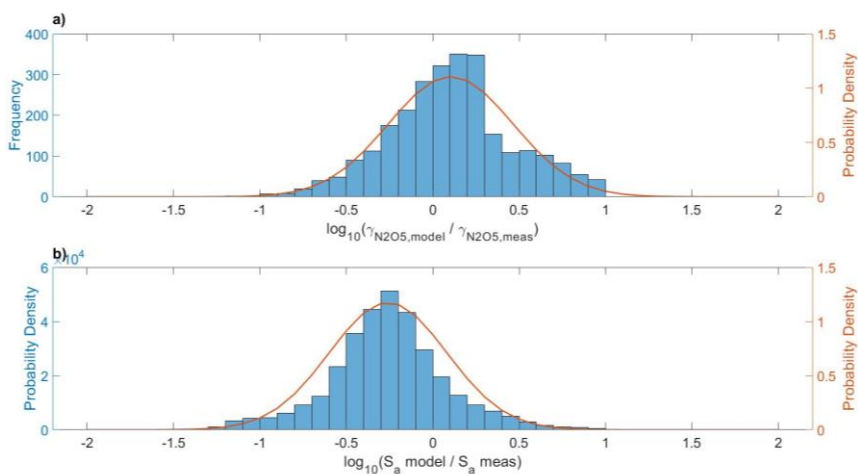 a)
400
300
200
100
0
Frequency
1.5
1
0.5
0
Probability Density
-2 -1.5 -1 -0.5 0 0.5 1 1.5 2
log10(γN2O5,model / γN2O5,meas)
b)
×10^4
6
4
2
0
Probability Density
1.5
1
0.5
0
Probability Density
-2 -1.5 -1 -0.5 0 0.5 1 1.5 2
log10(Sa model / Sa meas)